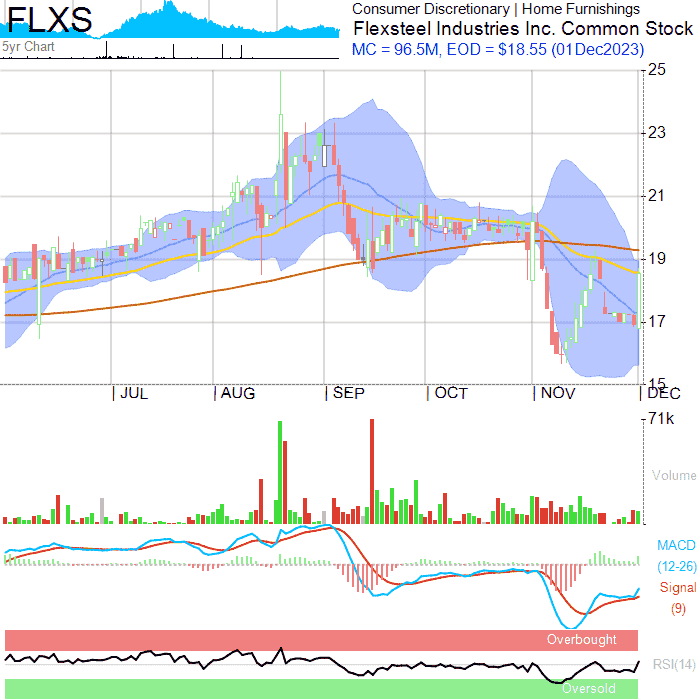 FLXS
Consumer Discretionary | Home Furnishings
Flexsteel Industries Inc. Common Stock
5yr Chart
MC = 96.5M, EOD = $18.55 (01Dec2023)
25
23
21
19
17
15
| JUL | AUG | SEP | OCT | NOV | DEC
71k
Volume
MACD
(12-26)
Signal
(9)
Overbought
RSI(14)
Oversold